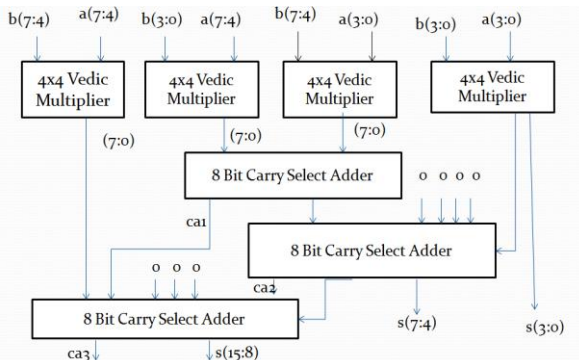 b(7:4) a(7:4) b(3:0) a(7:4) b(7:4) a(3:0) b(3:0) a(3:0)
4x4 Vedic Multiplier
4x4 Vedic Multiplier
4x4 Vedic Multiplier
4x4 Vedic Multiplier
(7:0) (7:0) (7:0)
8 Bit Carry Select Adder
0 0 0 0
ca1
8 Bit Carry Select Adder
0 0 0
ca2
8 Bit Carry Select Adder
s(7:4)
s(3:0)
ca3
s(15:8)